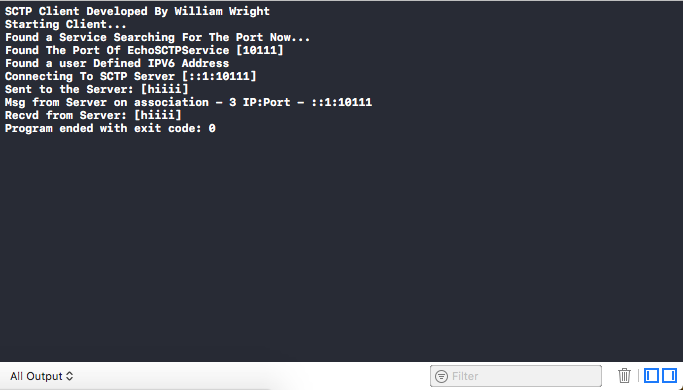 SCTP Client Developed By William Wright
Starting Client...
Found a Service Searching For The Port Now...
Found The Port Of EchoSCTPService [10111]
Found a user Defined IPV6 Address
Connecting To SCTP Server [::1:10111]
Sent to the Server: [hiiii]
Msg from Server on association - 3 IP:Port - ::1:10111
Recvd from Server: [hiiii]
Program ended with exit code: 0
All Output
Filter